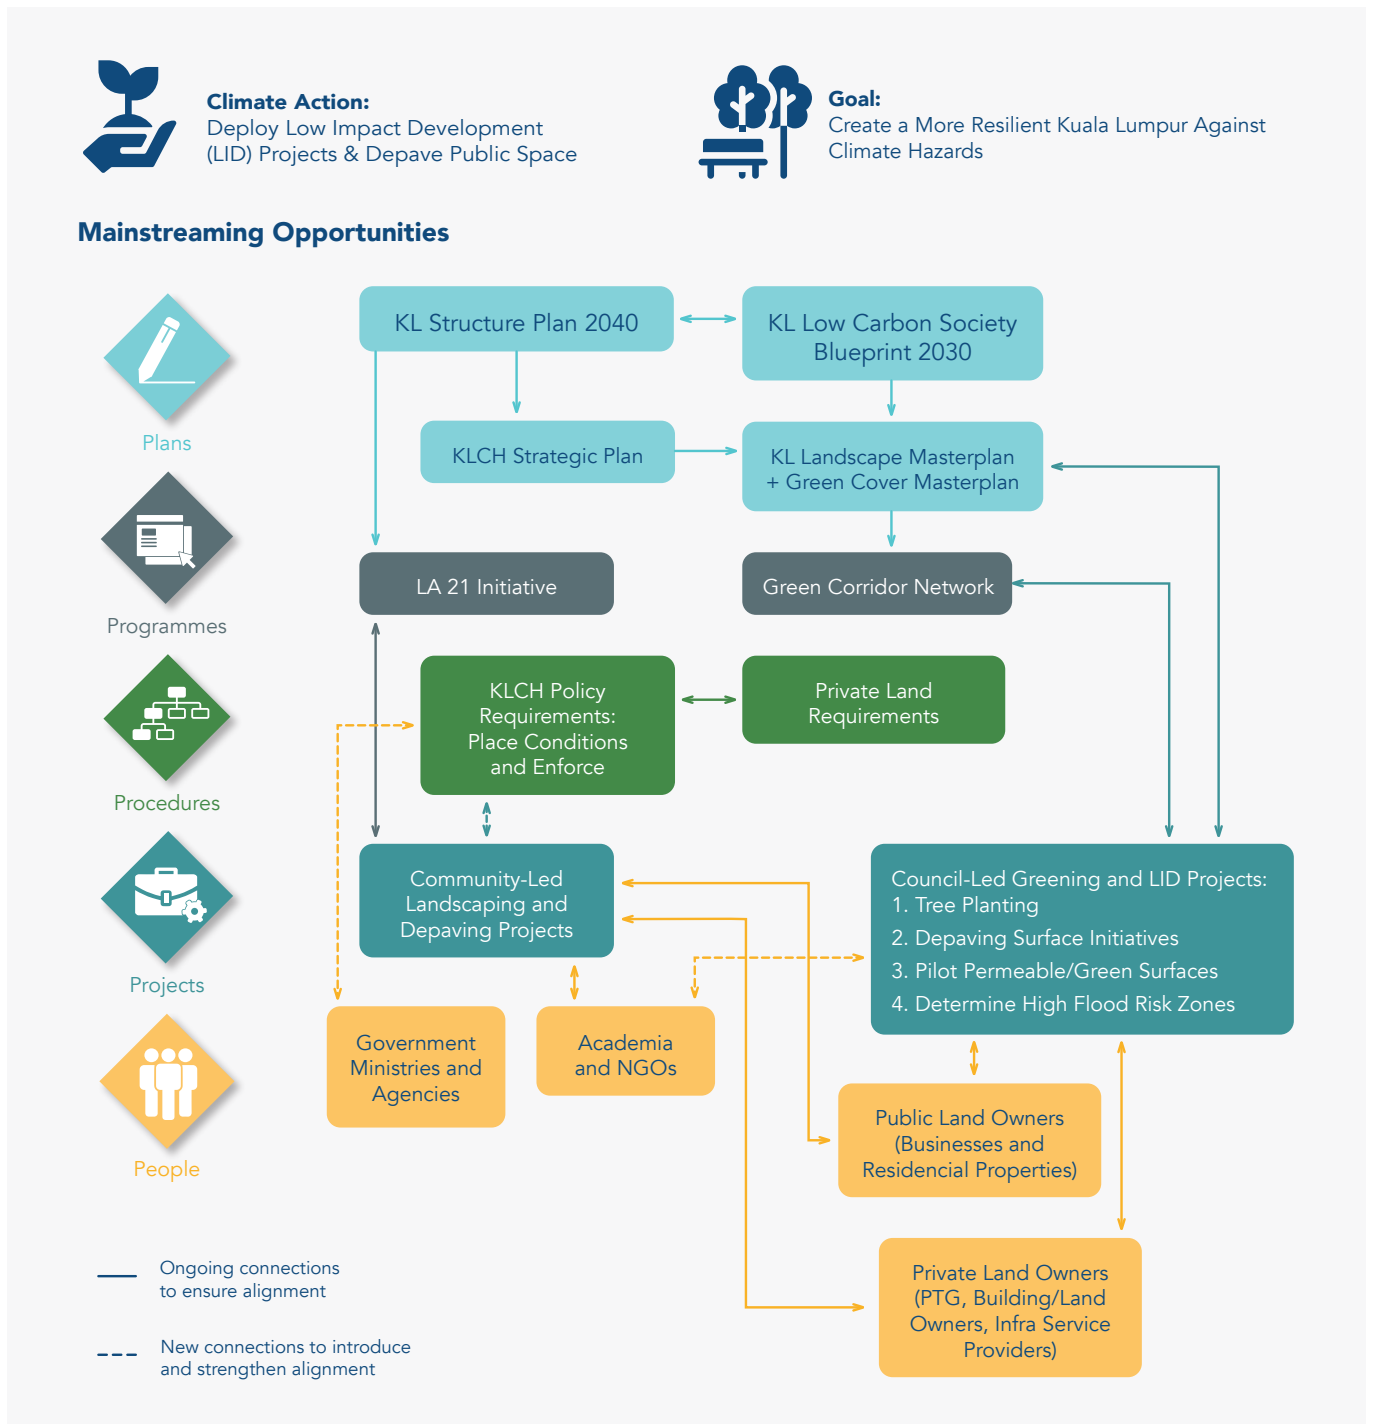 Climate Action:
Deploy Low Impact Development
(LID) Projects & Depave Public Space
Goal:
Create a More Resilient Kuala Lumpur Against
Climate Hazards
Mainstreaming Opportunities
Plans
Programmes
Procedures
Projects
People
KL Structure Plan 2040
KL Low Carbon Society
Blueprint 2030
KLCH Strategic Plan
KL Landscape Masterplan
+ Green Cover Masterplan
LA 21 Initiative
Green Corridor Network
KLCH Policy
Requirements:
Place Conditions
and Enforce
Private Land
Requirements
Community-Led
Landscaping and
Depaving Projects
Council-Led Greening and LID Projects:
1. Tree Planting
2. Depaving Surface Initiatives
3. Pilot Permeable/Green Surfaces
4. Determine High Flood Risk Zones
Government
Ministries and
Agencies
Academia
and NGOs
Public Land Owners
(Businesses and
Residencial Properties)
Private Land Owners
(PTG, Building/Land
Owners, Infra Service
Providers)
Ongoing connections
to ensure alignment
New connections to introduce
and strengthen alignment